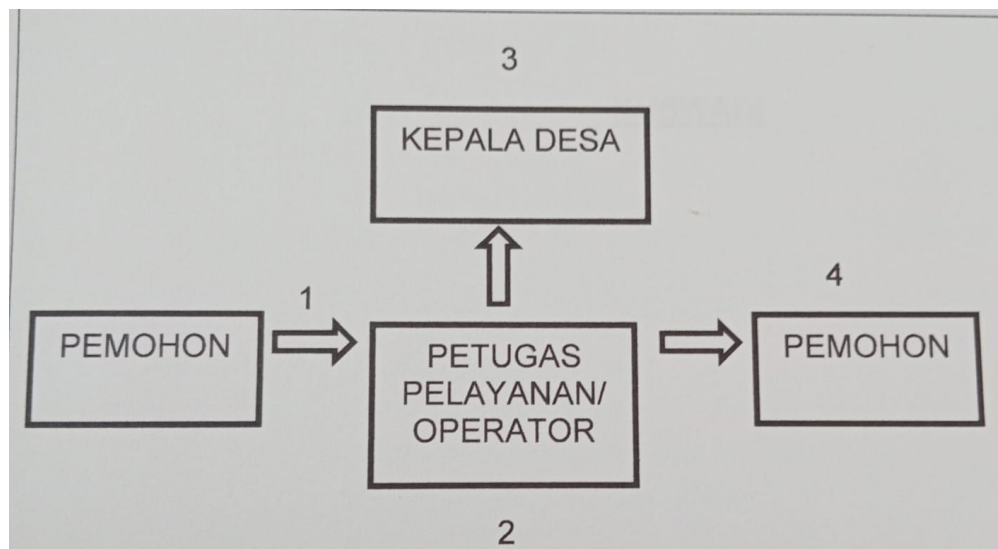 3
KEPALA DESA
1
4
PEMOHON
PETUGAS
PELAYANAN/
OPERATOR
PEMOHON
2